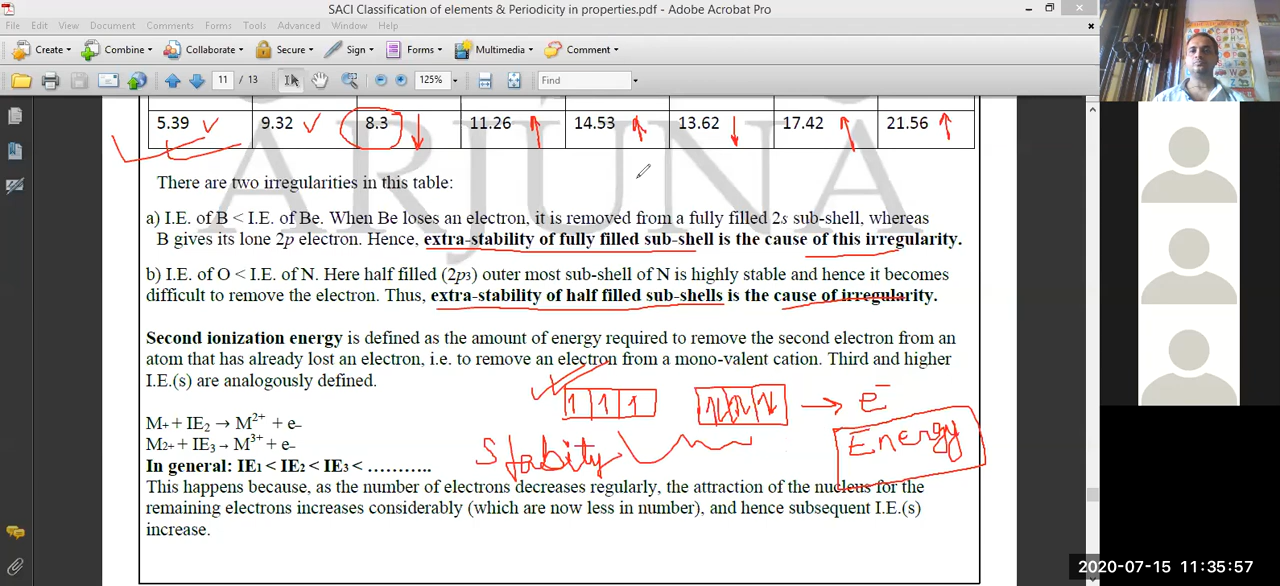 SACI Classification of elements & Periodicity in properties.pdf - Adobe Acrobat Pro
File Edit View Document Comments Forms Tools Advanced Window Help
Create Combine Collaborate Secure Sign Forms Multimedia Comment
11 / 13 125% Find
5.39 9.32 8.3 11.26 14.53 13.62 17.42 21.56
ARJUNA
There are two irregularities in this table:
a) I.E. of B < I.E. of Be. When Be loses an electron, it is removed from a fully filled 2s sub-shell, whereas
B gives its lone 2p electron. Hence, extra-stability of fully filled sub-shell is the cause of this irregularity.
b) I.E. of O < I.E. of N. Here half filled (2p3) outer most sub-shell of N is highly stable and hence it becomes
difficult to remove the electron. Thus, extra-stability of half filled sub-shells is the cause of irregularity.
Second ionization energy is defined as the amount of energy required to remove the second electron from an
atom that has already lost an electron, i.e. to remove an electron from a mono-valent cation. Third and higher
I.E.(s) are analogously defined.
e-
M+ + IE2 → M2+ + e-
Energy
M2+ + IE3 → M3+ + e-
Stabity
In general: IE1 < IE2 < IE3 < ………..
This happens because, as the number of electrons decreases regularly, the attraction of the nucleus for the
remaining electrons increases considerably (which are now less in number), and hence subsequent I.E.(s)
increase.
2020-07-15 11:35:57